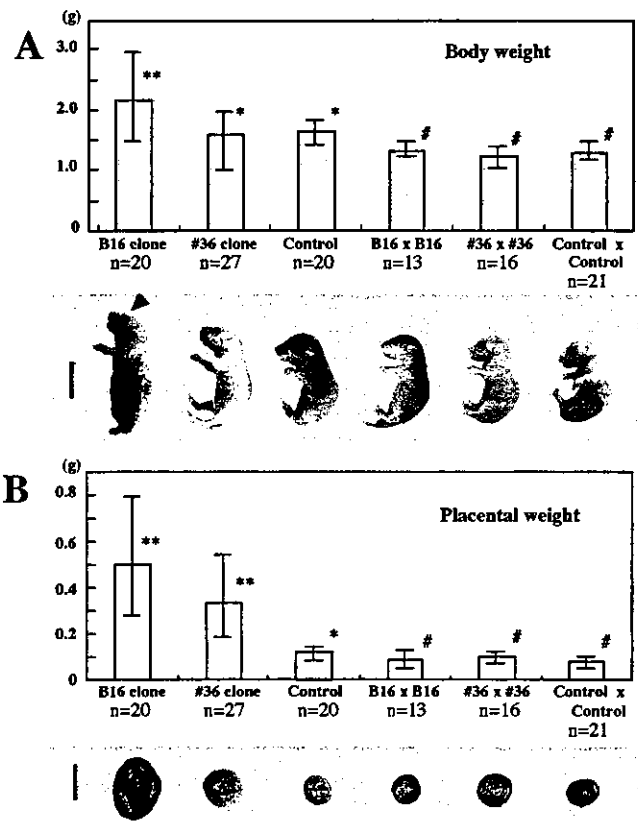 A
(g)
Body weight
3.0
2.0
1.0
0
** * * # # #
B16 clone #36 clone Control B16 x B16 #36 x #36 Control x
Control
n=20 n=27 n=20 n=13 n=16
n=21
B
(g)
Placental weight
0.8
0.6
0.4
0.2
0
** ** * # # #
B16 clone #36 clone Control B16 x B16 #36 x #36 Control x
Control
n=20 n=27 n=20 n=13 n=16
n=21